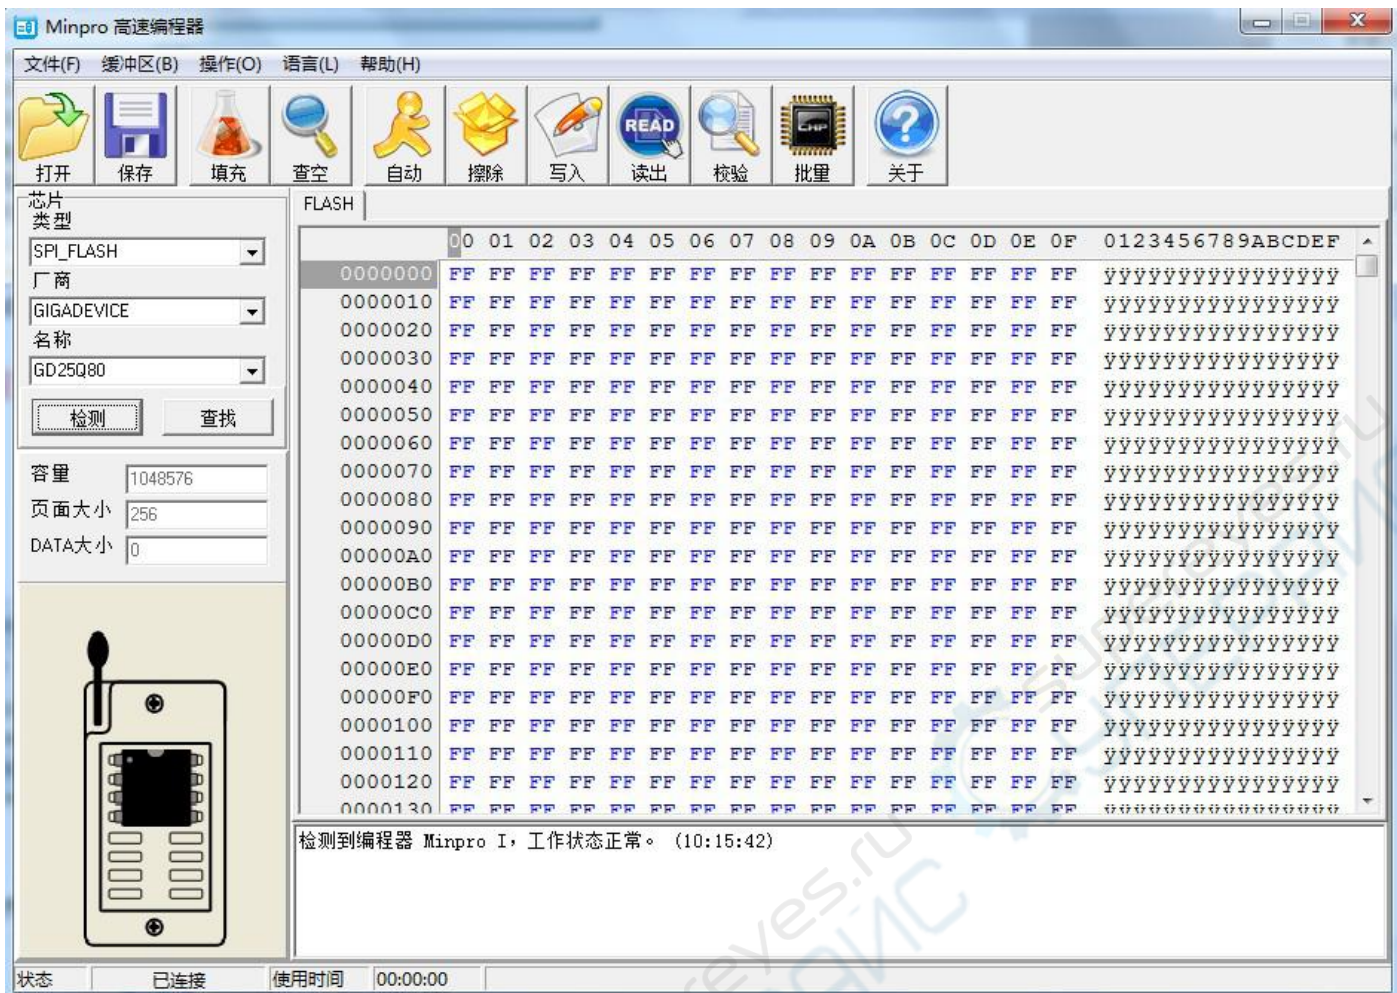 Minpro 高速编程器
文件(F) 缓冲区(B) 操作(O) 语言(L) 帮助(H)
打开 保存 填充 查空 自动 擦除 写入 READ 读出 校验 CHIP 批量 关于
芯片
类型
SPI_FLASH
厂商
GIGADEVICE
名称
GD25Q80
检测 查找
容量 1048576
页面大小 256
DATA大小 0
FLASH
00 01 02 03 04 05 06 07 08 09 0A 0B 0C 0D 0E 0F 0123456789ABCDEF
0000000 FF FF FF FF FF FF FF FF FF FF FF FF FF FF FF FF ÿÿÿÿÿÿÿÿÿÿÿÿÿÿÿÿ
0000010 FF FF FF FF FF FF FF FF FF FF FF FF FF FF FF FF ÿÿÿÿÿÿÿÿÿÿÿÿÿÿÿÿ
0000020 FF FF FF FF FF FF FF FF FF FF FF FF FF FF FF FF ÿÿÿÿÿÿÿÿÿÿÿÿÿÿÿÿ
0000030 FF FF FF FF FF FF FF FF FF FF FF FF FF FF FF FF ÿÿÿÿÿÿÿÿÿÿÿÿÿÿÿÿ
0000040 FF FF FF FF FF FF FF FF FF FF FF FF FF FF FF FF ÿÿÿÿÿÿÿÿÿÿÿÿÿÿÿÿ
0000050 FF FF FF FF FF FF FF FF FF FF FF FF FF FF FF FF ÿÿÿÿÿÿÿÿÿÿÿÿÿÿÿÿ
0000060 FF FF FF FF FF FF FF FF FF FF FF FF FF FF FF FF ÿÿÿÿÿÿÿÿÿÿÿÿÿÿÿÿ
0000070 FF FF FF FF FF FF FF FF FF FF FF FF FF FF FF FF ÿÿÿÿÿÿÿÿÿÿÿÿÿÿÿÿ
0000080 FF FF FF FF FF FF FF FF FF FF FF FF FF FF FF FF ÿÿÿÿÿÿÿÿÿÿÿÿÿÿÿÿ
0000090 FF FF FF FF FF FF FF FF FF FF FF FF FF FF FF FF ÿÿÿÿÿÿÿÿÿÿÿÿÿÿÿÿ
00000A0 FF FF FF FF FF FF FF FF FF FF FF FF FF FF FF FF ÿÿÿÿÿÿÿÿÿÿÿÿÿÿÿÿ
00000B0 FF FF FF FF FF FF FF FF FF FF FF FF FF FF FF FF ÿÿÿÿÿÿÿÿÿÿÿÿÿÿÿÿ
00000C0 FF FF FF FF FF FF FF FF FF FF FF FF FF FF FF FF ÿÿÿÿÿÿÿÿÿÿÿÿÿÿÿÿ
00000D0 FF FF FF FF FF FF FF FF FF FF FF FF FF FF FF FF ÿÿÿÿÿÿÿÿÿÿÿÿÿÿÿÿ
00000E0 FF FF FF FF FF FF FF FF FF FF FF FF FF FF FF FF ÿÿÿÿÿÿÿÿÿÿÿÿÿÿÿÿ
00000F0 FF FF FF FF FF FF FF FF FF FF FF FF FF FF FF FF ÿÿÿÿÿÿÿÿÿÿÿÿÿÿÿÿ
0000100 FF FF FF FF FF FF FF FF FF FF FF FF FF FF FF FF ÿÿÿÿÿÿÿÿÿÿÿÿÿÿÿÿ
0000110 FF FF FF FF FF FF FF FF FF FF FF FF FF FF FF FF ÿÿÿÿÿÿÿÿÿÿÿÿÿÿÿÿ
0000120 FF FF FF FF FF FF FF FF FF FF FF FF FF FF FF FF ÿÿÿÿÿÿÿÿÿÿÿÿÿÿÿÿ
0000130 FF FF FF FF FF FF FF FF FF FF FF FF FF FF FF FF ÿÿÿÿÿÿÿÿÿÿÿÿÿÿÿÿ
检测到编程器 Minpro I，工作状态正常。 (10:15:42)
状态 已连接 使用时间 00:00:00
supereyes.ru